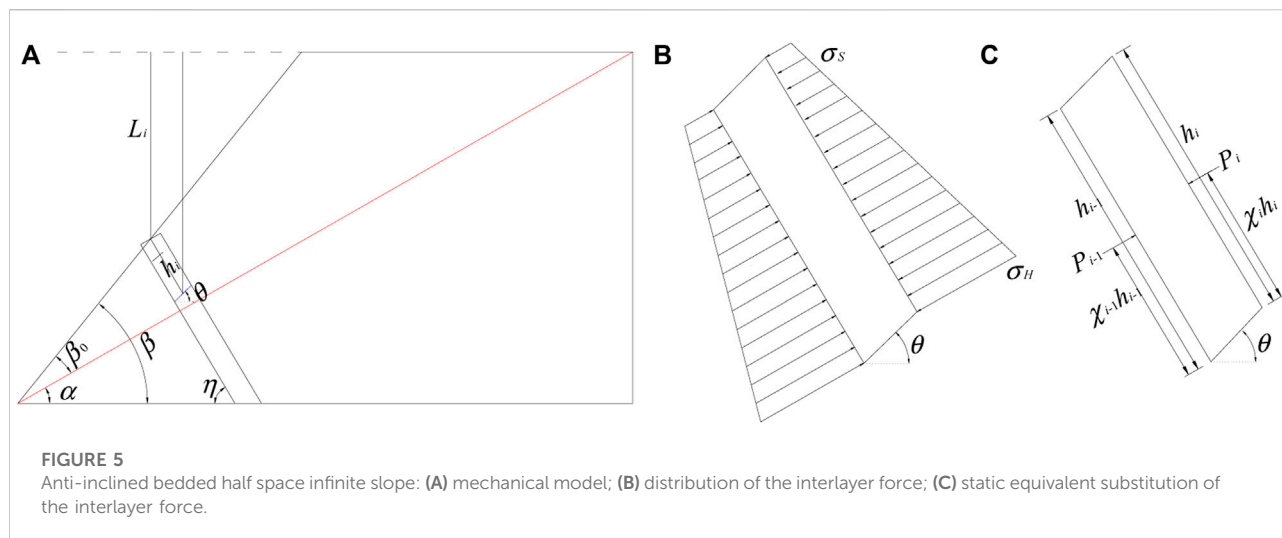 A
B
C
Lᵢ
hᵢ
θ
β₀
β
α
η
σS
σH
θ
hᵢ
Pᵢ
χᵢhᵢ
hᵢ₋₁
Pᵢ₋₁
χᵢ₋₁hᵢ₋₁
θ
FIGURE 5
Anti-inclined bedded half space infinite slope: (A) mechanical model; (B) distribution of the interlayer force; (C) static equivalent substitution of
the interlayer force.